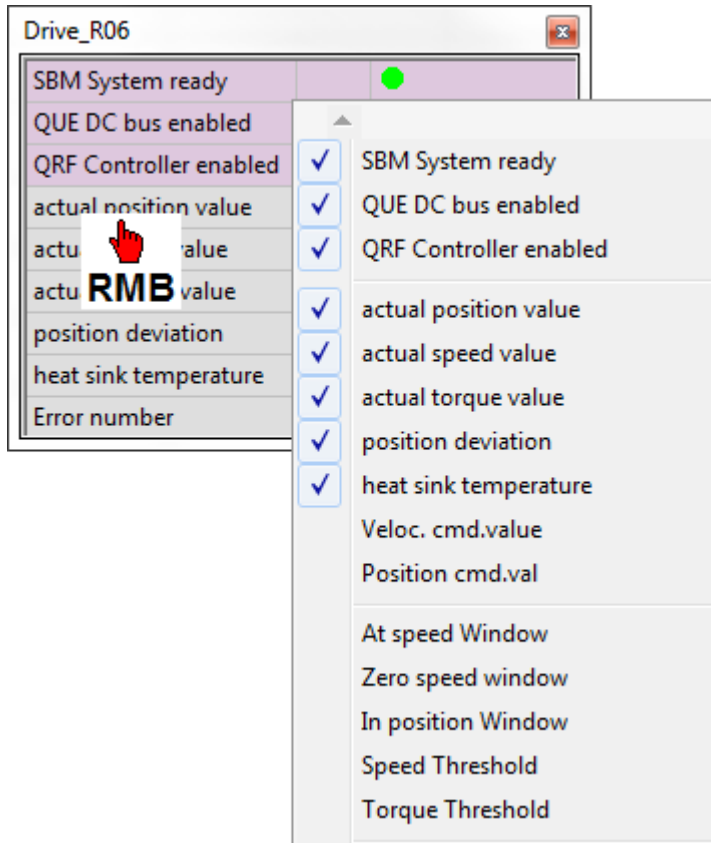 Drive_R06
SBM System ready
QUE DC bus enabled
QRF Controller enabled
actual position value
actu value
RMB
actu value
position deviation
heat sink temperature
Error number
SBM System ready
QUE DC bus enabled
QRF Controller enabled
actual position value
actual speed value
actual torque value
position deviation
heat sink temperature
Veloc. cmd.value
Position cmd.val
At speed Window
Zero speed window
In position Window
Speed Threshold
Torque Threshold